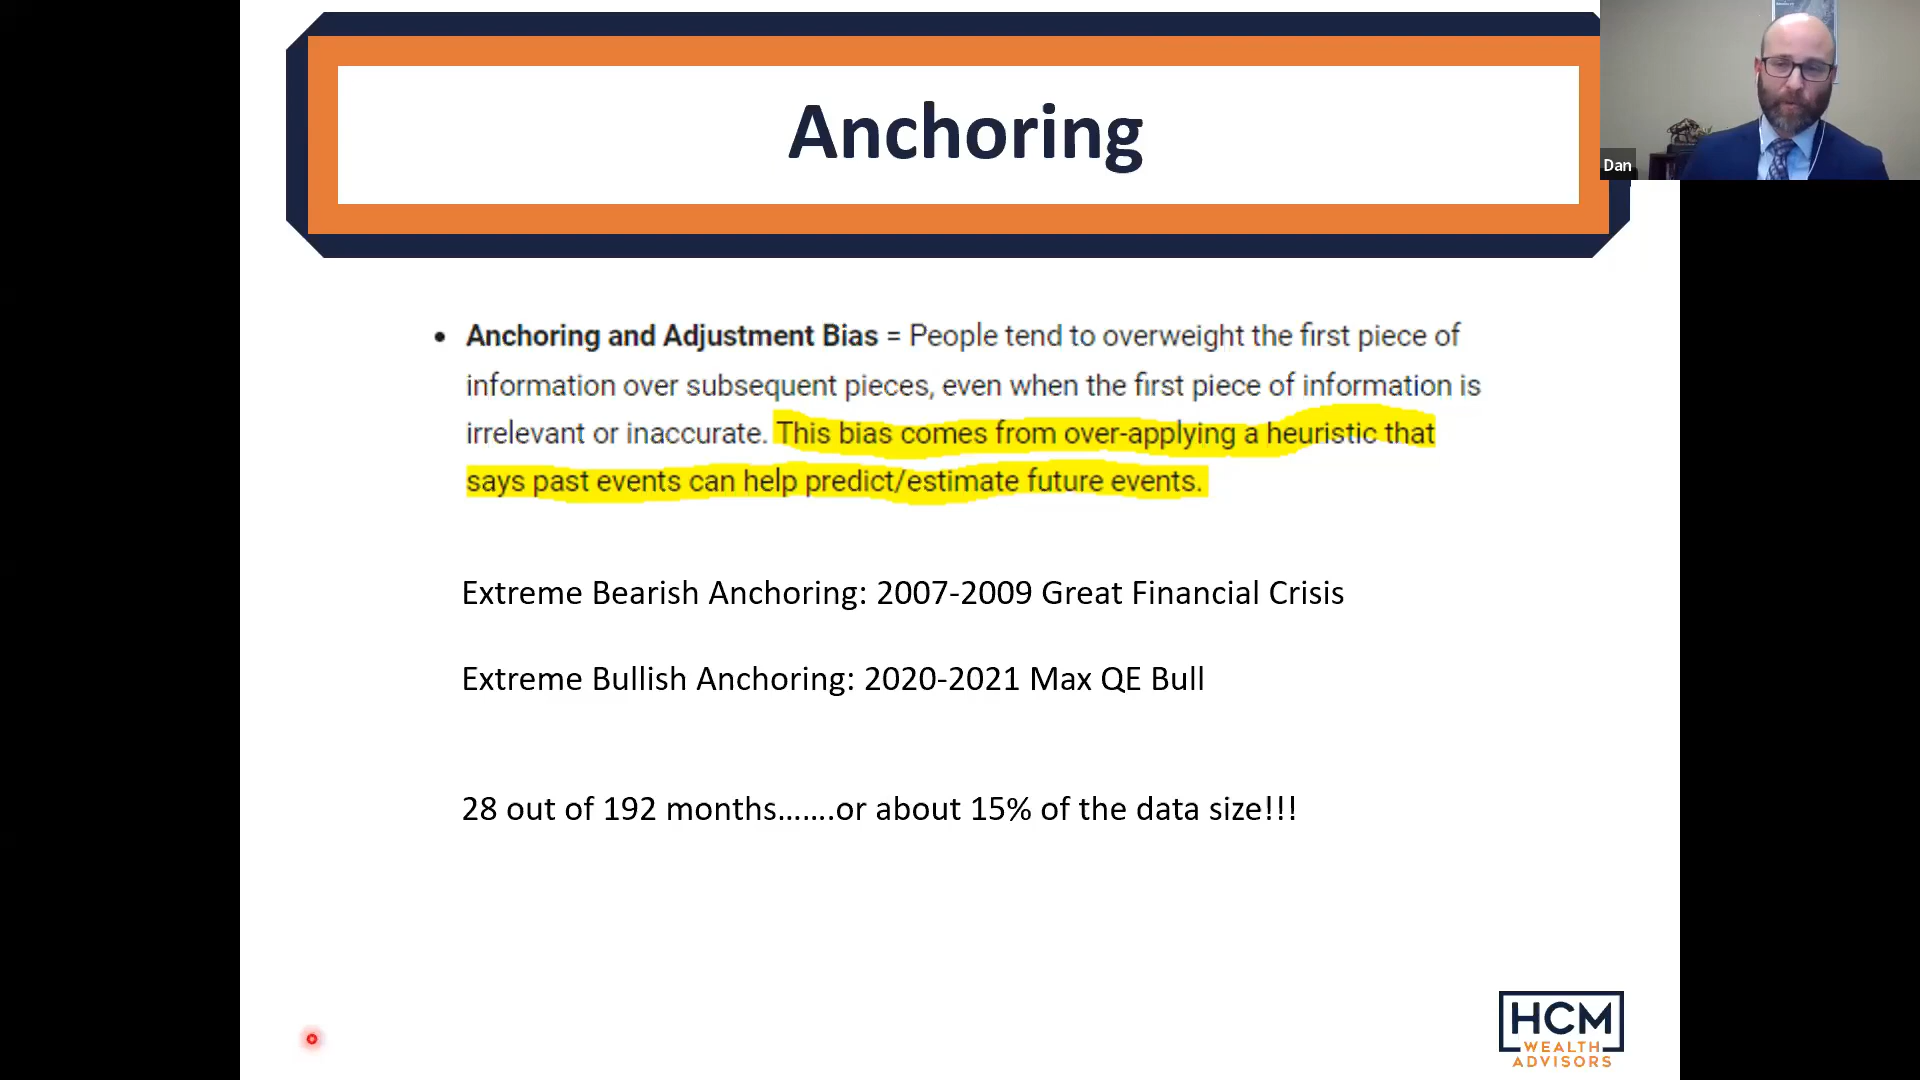 Anchoring
Dan
• Anchoring and Adjustment Bias = People tend to overweight the first piece of
information over subsequent pieces, even when the first piece of information is
irrelevant or inaccurate. This bias comes from over-applying a heuristic that
says past events can help predict/estimate future events.
Extreme Bearish Anchoring: 2007-2009 Great Financial Crisis
Extreme Bullish Anchoring: 2020-2021 Max QE Bull
28 out of 192 months…….or about 15% of the data size!!!
HCM
WEALTH
ADVISORS